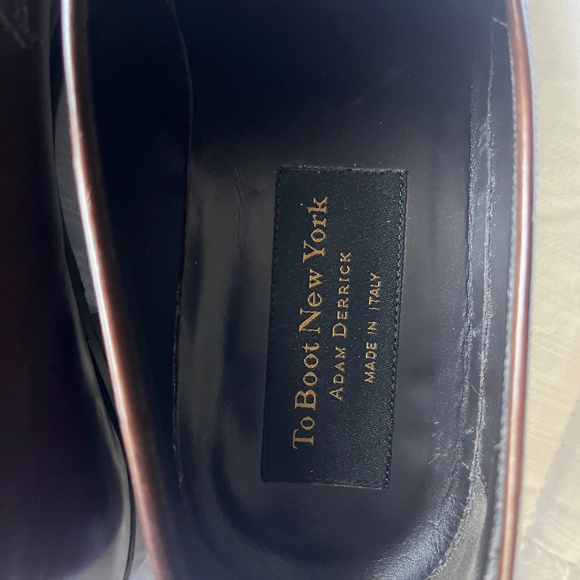 To Boot New York
Adam Derrick
Made in Italy